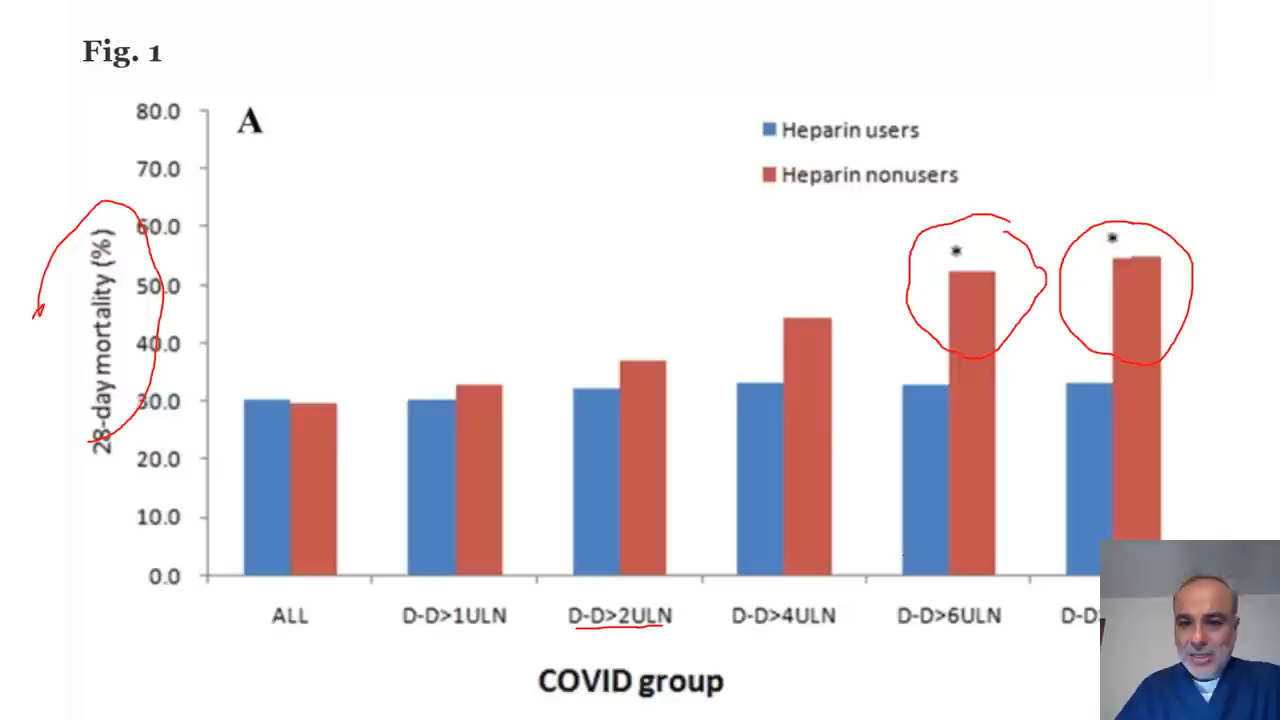 Fig. 1
A
Heparin users
Heparin nonusers
28-day mortality (%)
80.0
70.0
60.0
50.0
40.0
30.0
20.0
10.0
0.0
*
*
ALL
D-D>1ULN
D-D>2ULN
D-D>4ULN
D-D>6ULN
COVID group